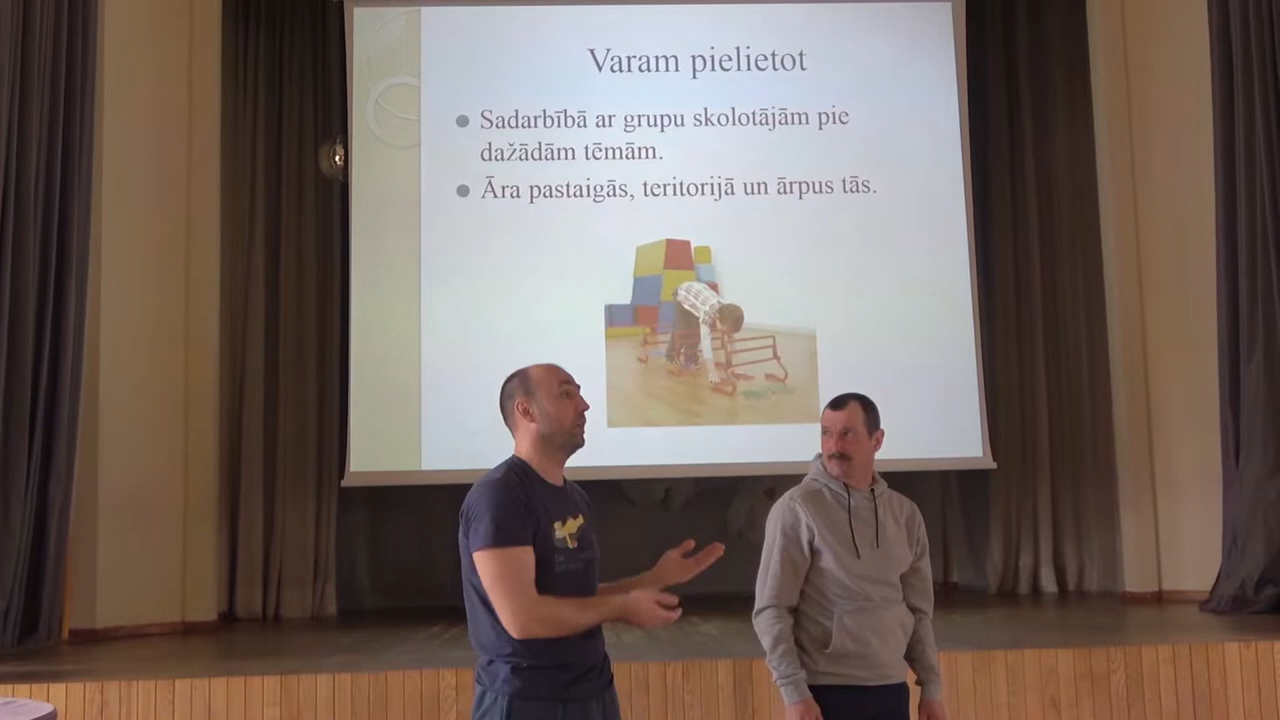 Varam pielietot
Sadarbībā ar grupu skolotājām pie
dažādām tēmām.
Āra pastaigās, teritorijā un ārpus tās.